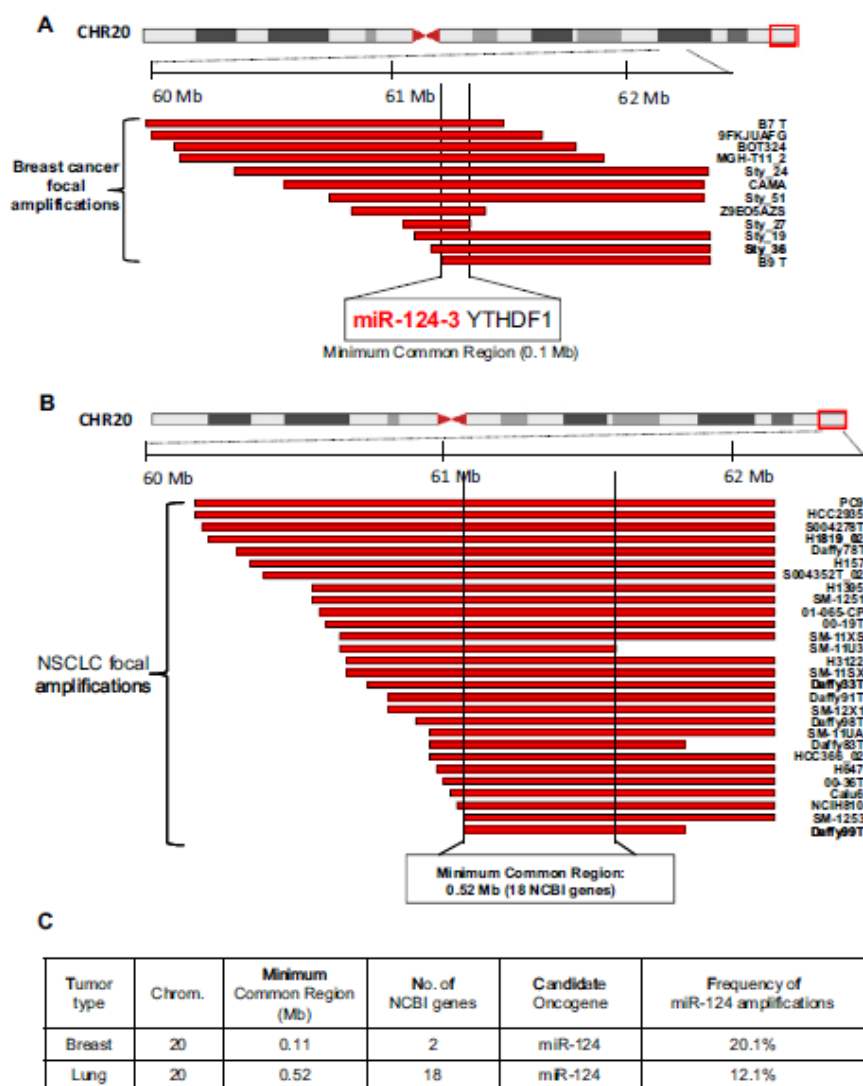 A
CHR20
60 Mb 61 Mb 62 Mb
Breast cancer
focal
amplifications
B7 T
9FKJUAFG
BOT324
MGH-T11_2
Sty_24
CAMA
Sty_51
Z9EO5AZS
Sty_27
Sty_19
Sty_36
B9 T
miR-124-3 YTHDF1
Minimum Common Region (0.1 Mb)
B
CHR20
60 Mb 61 Mb 62 Mb
NSCLC focal
amplifications
PC9
HCC2935
S004278T
H1819_02
Daffy78T
H157
S004352T_02
H1395
SM-1251
01-065-CP
00-19T
SM-11XS
SM-11U3
H3122
SM-11SX
Daffy33T
Daffy91T
SM-12X1
Daffy98T
SM-11UA
Daffy83T
HCC366_02
H647
00-36T
Calu6
NCIH810
SM-1253
Daffy99T
Minimum Common Region:
0.52 Mb (18 NCBI genes)
C
Tumor type Chrom. Minimum Common Region (Mb) No. of NCBI genes Candidate Oncogene Frequency of miR-124 amplifications
Breast 20 0.11 2 miR-124 20.1%
Lung 20 0.52 18 miR-124 12.1%